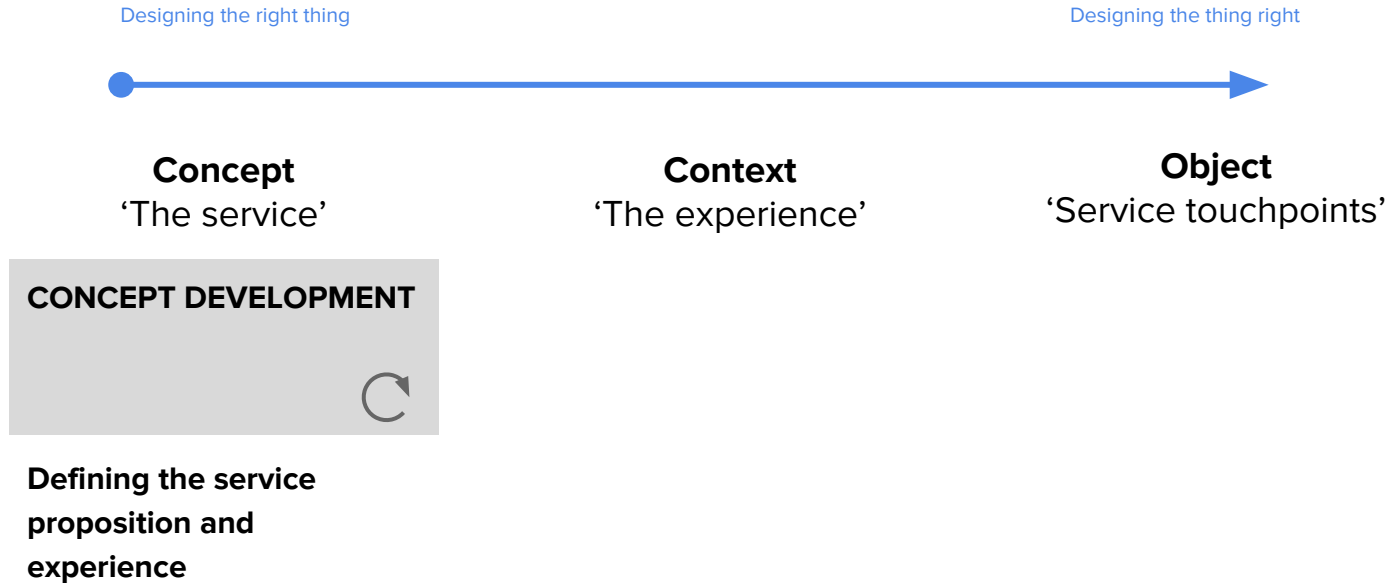 Designing the right thing
Designing the thing right
Concept
‘The service’
Context
‘The experience’
Object
‘Service touchpoints’
CONCEPT DEVELOPMENT
Defining the service
proposition and
experience